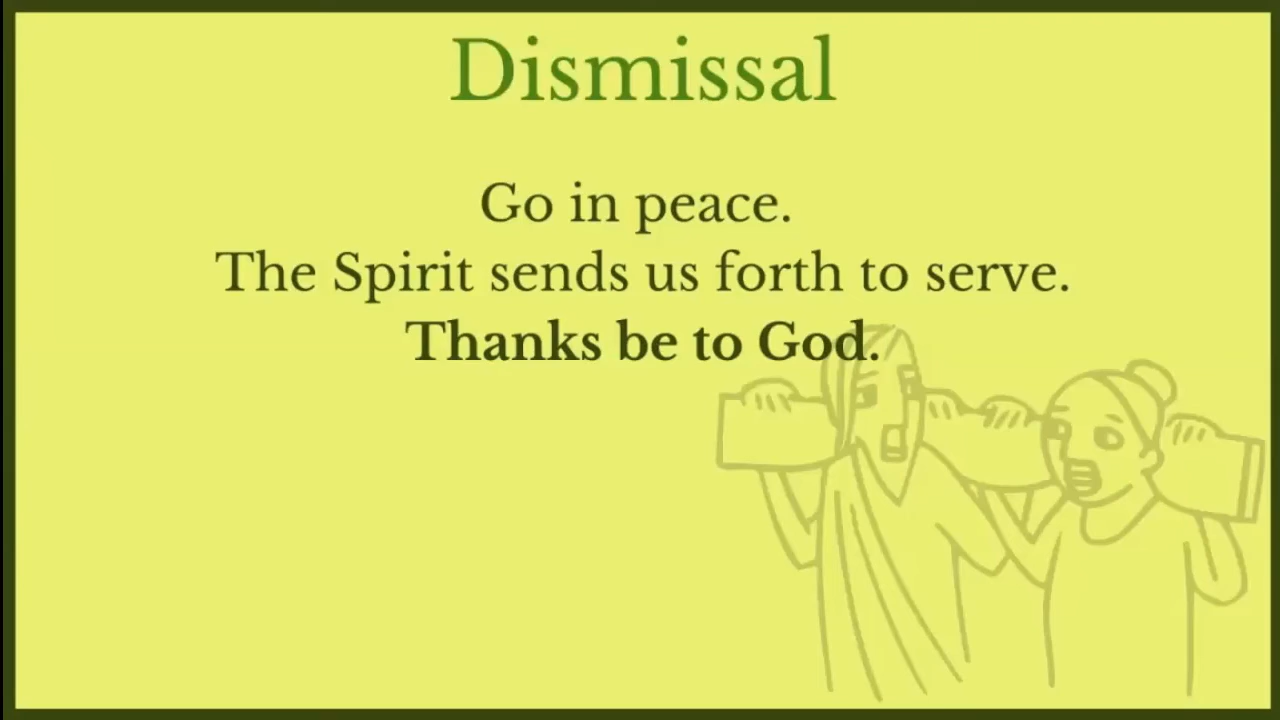 Dismissal
Go in peace.
The Spirit sends us forth to serve.
Thanks be to God.